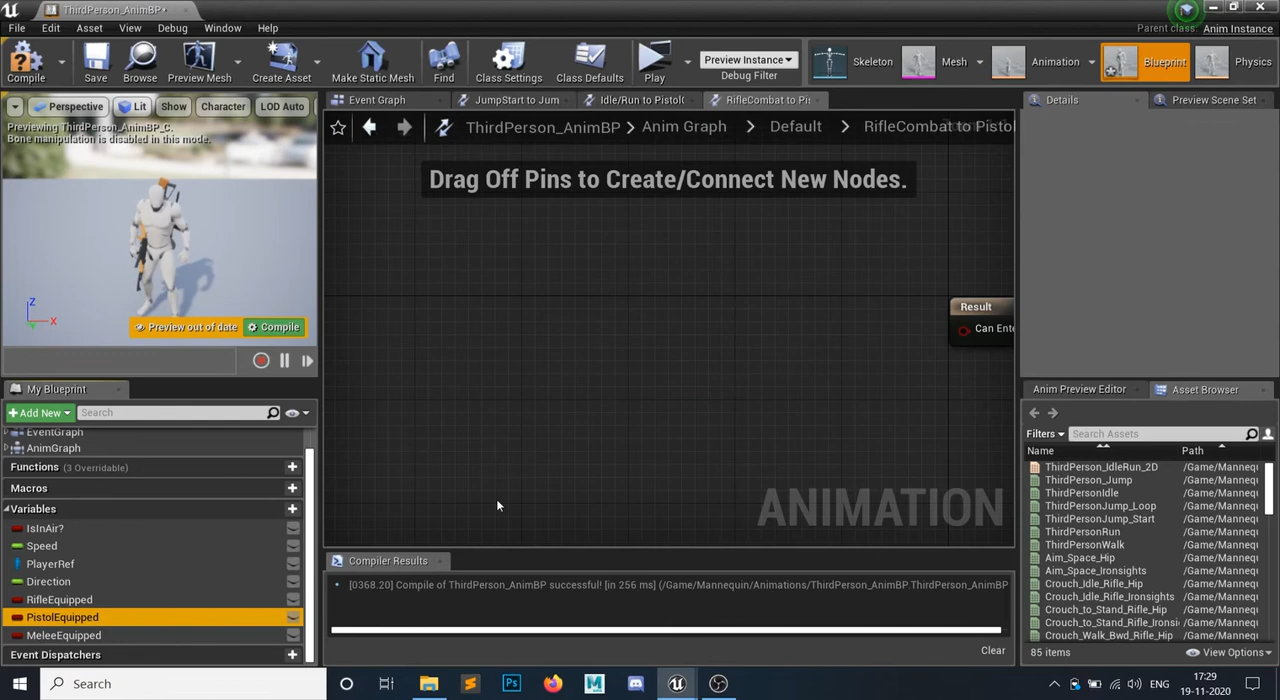 ThirdPerson_AnimBP*
File Edit Asset View Debug Window Help
Parent class: Anim Instance
Compile Save Browse Preview Mesh Create Asset Make Static Mesh Find Class Settings Class Defaults Play
Preview Instance
Debug Filter
Skeleton Mesh Animation Blueprint Physics
Perspective Lit Show Character LOD Auto
Previewing ThirdPerson_AnimBP_C.
Bone manipulation is disabled in this mode.
Preview out of date Compile
Event Graph JumpStart to Jum Idle/Run to Pistol RifleCombat to Pis
ThirdPerson_AnimBP > Anim Graph > Default > RifleCombat to Pistol
Drag Off Pins to Create/Connect New Nodes.
Result
Can Ente
ANIMATION
Details Preview Scene Set
My Blueprint
Add New Search
EventGraph
AnimGraph
Functions (3 Overridable)
Macros
Variables
IsInAir?
Speed
PlayerRef
Direction
RifleEquipped
PistolEquipped
MeleeEquipped
Event Dispatchers
Compiler Results
[0368.20] Compile of ThirdPerson_AnimBP successful! [in 256 ms] (/Game/Mannequin/Animations/ThirdPerson_AnimBP.ThirdPerson_AnimBP
Clear
Anim Preview Editor Asset Browser
Filters Search Assets
Name Path
ThirdPerson_IdleRun_2D /Game/Mannequ
ThirdPerson_Jump /Game/Mannequ
ThirdPersonIdle /Game/Mannequ
ThirdPersonJump_Loop /Game/Mannequ
ThirdPersonJump_Start /Game/Mannequ
ThirdPersonRun /Game/Mannequ
ThirdPersonWalk /Game/Mannequ
Aim_Space_Hip /Game/Mannequ
Aim_Space_Ironsights /Game/Mannequ
Crouch_Idle_Rifle_Hip /Game/Mannequ
Crouch_Idle_Rifle_Ironsights /Game/Mannequ
Crouch_to_Stand_Rifle_Hip /Game/Mannequ
Crouch_to_Stand_Rifle_Ironsi /Game/Mannequ
Crouch_Walk_Bwd_Rifle_Hip /Game/Mannequ
85 items View Options
Search
ENG
17:29
19-11-2020